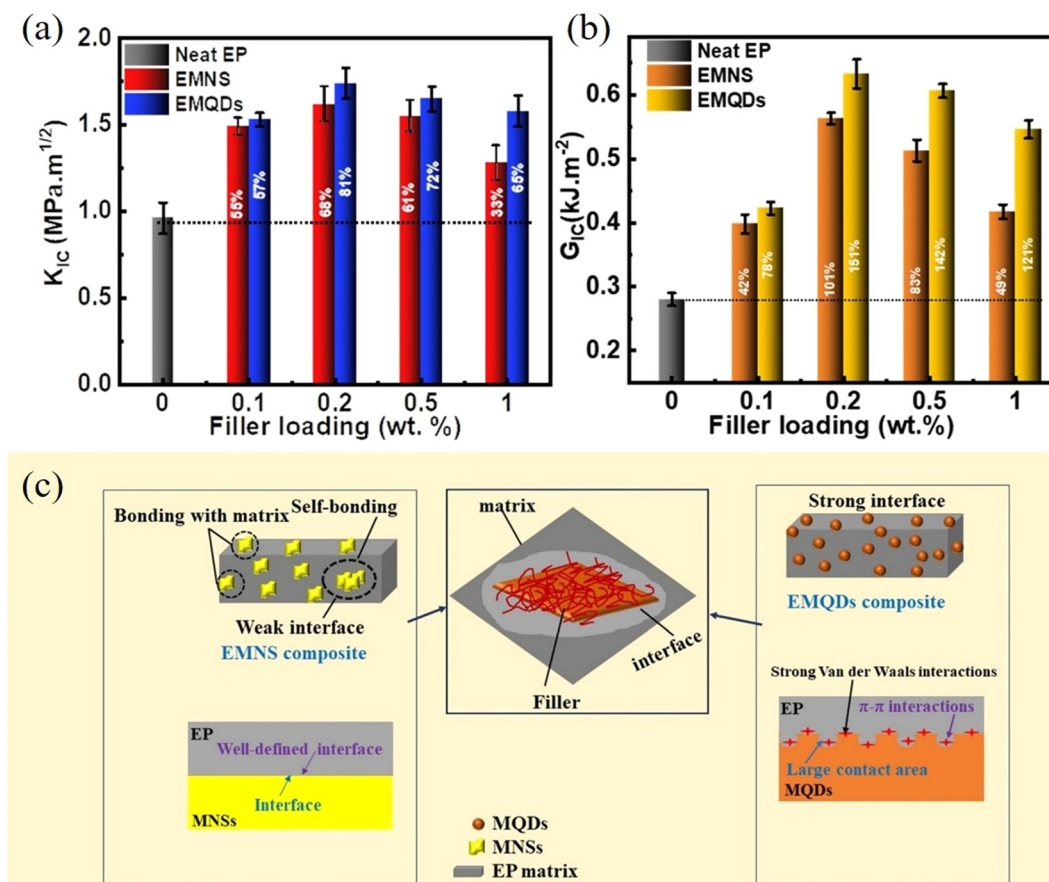 (a)
2.0
1.5
1.0
0.5
0.0
K_IC (MPa.m^1/2)
Neat EP
EMNS
EMQDs
55%
57%
68%
81%
61%
72%
33%
65%
0 0.1 0.2 0.5 1
Filler loading (wt. %)
(b)
0.6
0.5
0.4
0.3
0.2
G_IC(kJ.m^-2)
Neat EP
EMNS
EMQDs
42%
78%
101%
151%
83%
142%
49%
121%
0 0.1 0.2 0.5 1
Filler loading (wt.%)
(c)
Bonding with matrix
Self-bonding
Weak interface
EMNS composite
EP
Well-defined interface
Interface
MNSs
matrix
interface
Filler
MQDs
MNSs
EP matrix
Strong interface
EMQDs composite
Strong Van der Waals interactions
EP
π-π interactions
Large contact area
MQDs